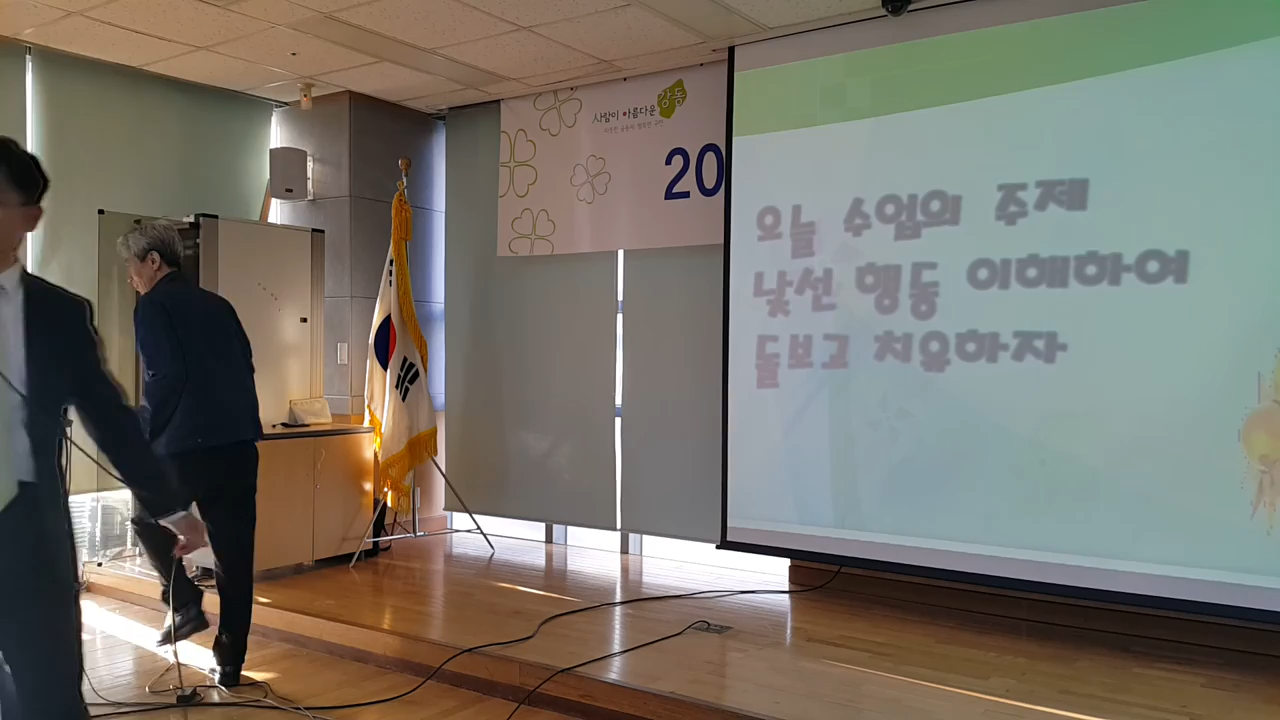 사람이 아름다운 강동
20
오늘 수업의 주제
낯선 행동 이해하여
돌보고 치유하자